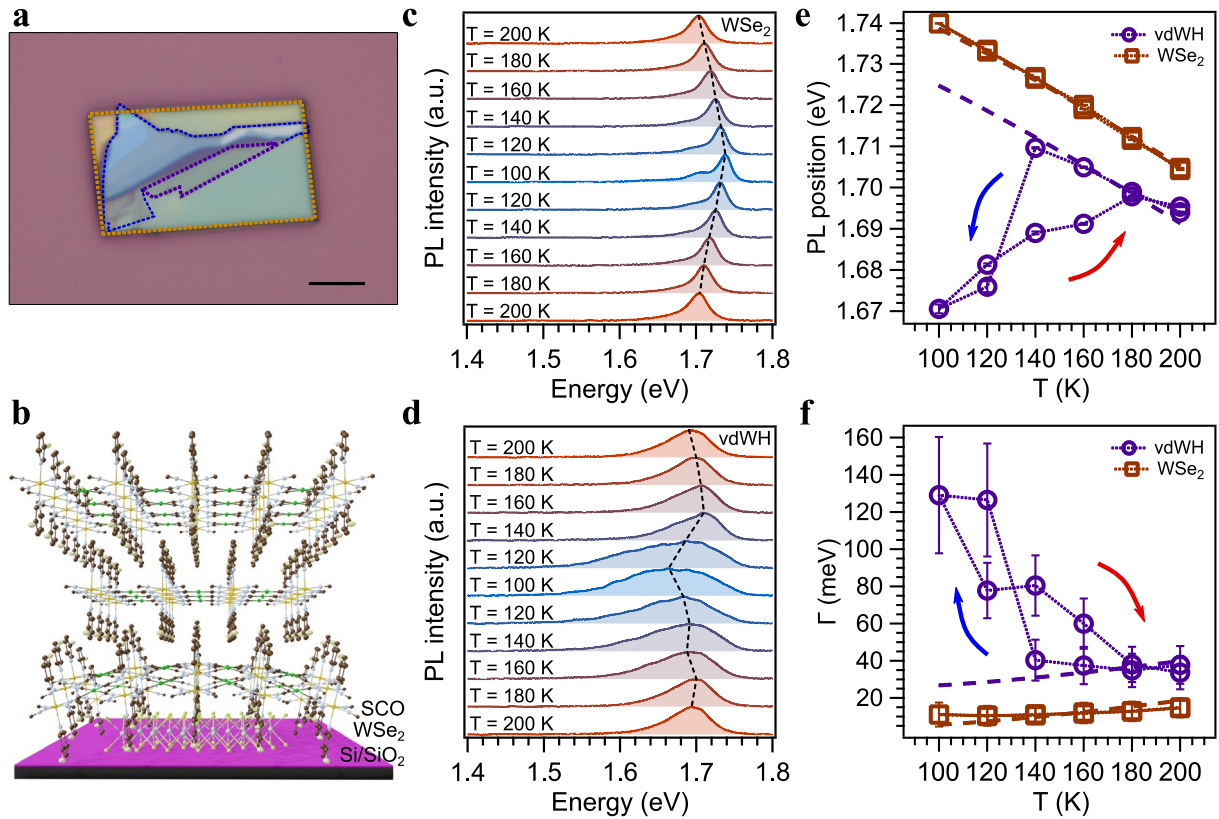 a
b
SCO
WSe₂
Si/SiO₂
c
WSe₂
T = 200 K
T = 180 K
T = 160 K
T = 140 K
T = 120 K
T = 100 K
T = 120 K
T = 140 K
T = 160 K
T = 180 K
T = 200 K
PL intensity (a.u.)
1.4 1.5 1.6 1.7 1.8
Energy (eV)
d
vdWH
T = 200 K
T = 180 K
T = 160 K
T = 140 K
T = 120 K
T = 100 K
T = 120 K
T = 140 K
T = 160 K
T = 180 K
T = 200 K
PL intensity (a.u.)
1.4 1.5 1.6 1.7 1.8
Energy (eV)
e
vdWH
WSe₂
1.74
1.73
1.72
1.71
1.70
1.69
1.68
1.67
PL position (eV)
100 120 140 160 180 200
T (K)
f
vdWH
WSe₂
160
140
120
100
80
60
40
20
Γ (meV)
100 120 140 160 180 200
T (K)